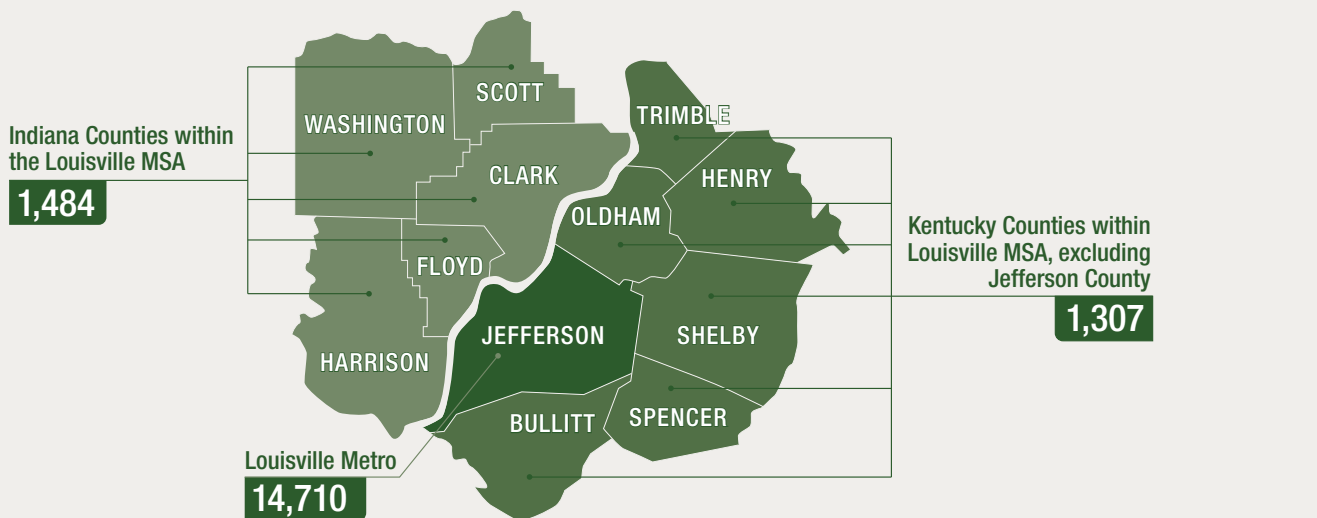 SCOTT
WASHINGTON
TRIMBLE
Indiana Counties within
the Louisville MSA
1,484
CLARK
HENRY
OLDHAM
Kentucky Counties within
Louisville MSA, excluding
Jefferson County
1,307
FLOYD
JEFFERSON
SHELBY
HARRISON
BULLITT
SPENCER
Louisville Metro
14,710